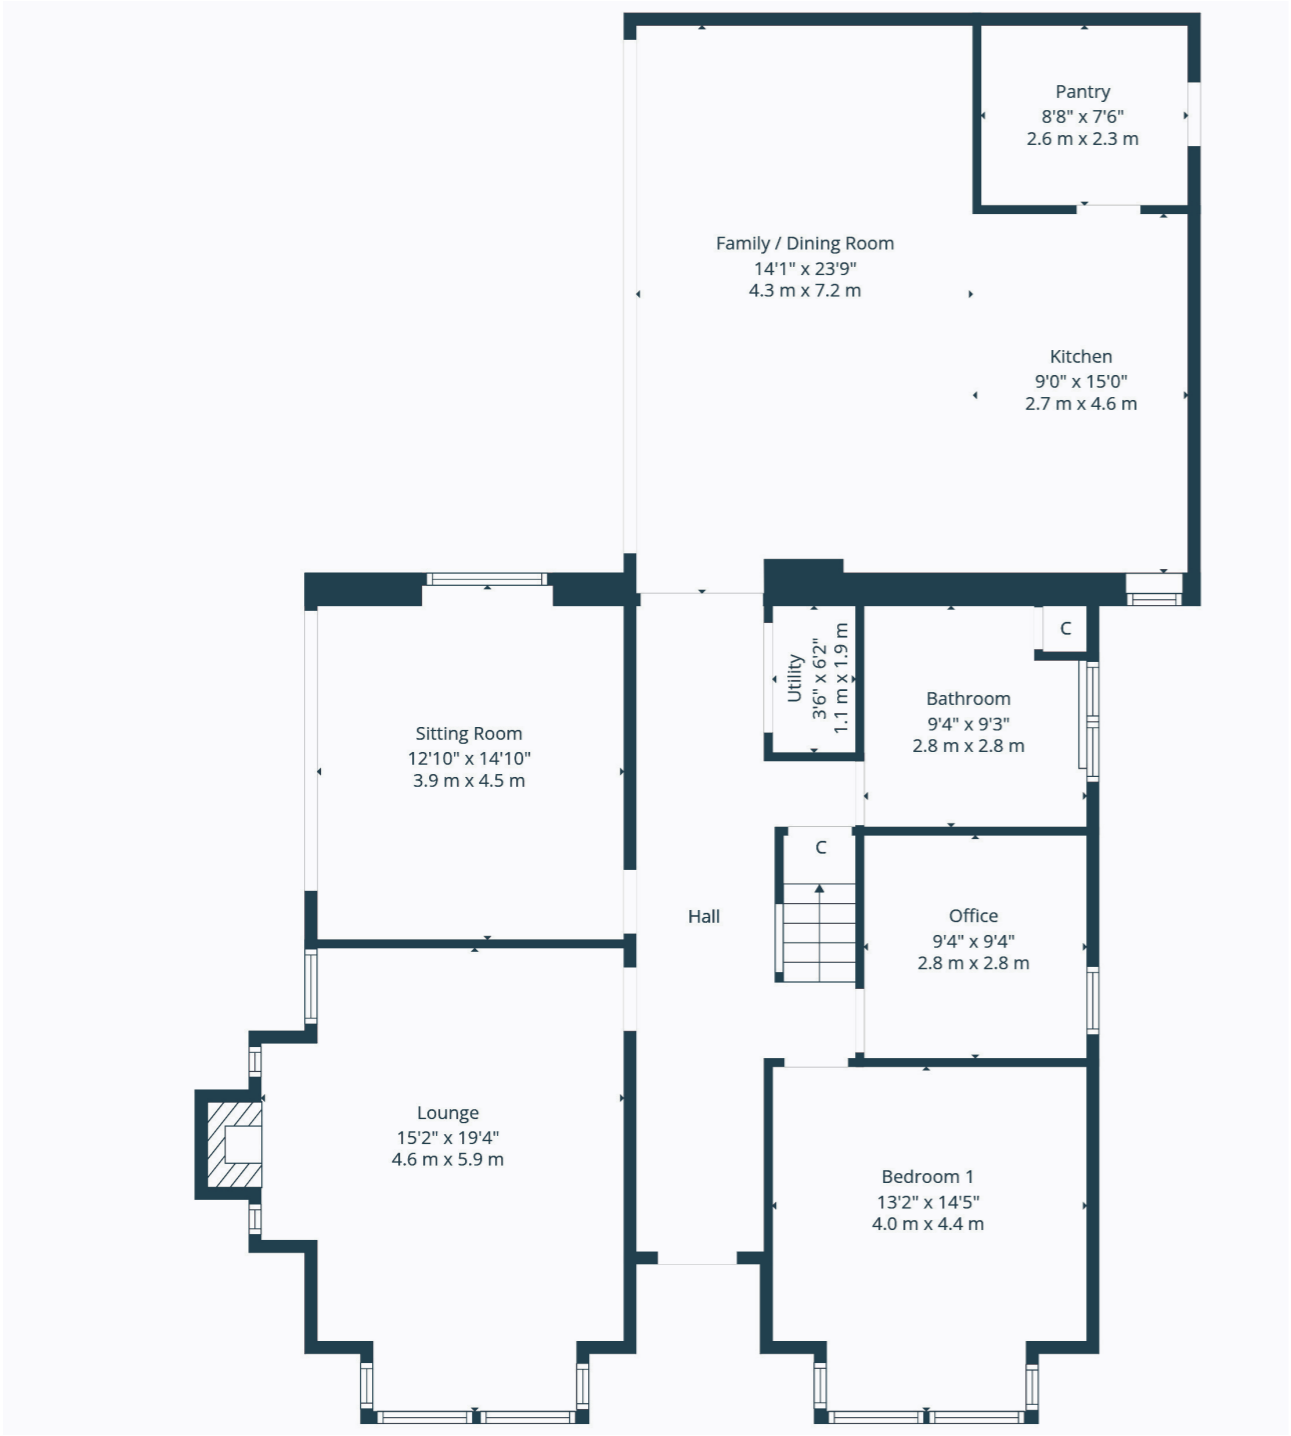 Pantry
8'8" x 7'6"
2.6 m x 2.3 m
Family / Dining Room
14'1" x 23'9"
4.3 m x 7.2 m
Kitchen
9'0" x 15'0"
2.7 m x 4.6 m
Utility
3'6" x 6'2"
1.1 m x 1.9 m
C
Bathroom
9'4" x 9'3"
2.8 m x 2.8 m
Sitting Room
12'10" x 14'10"
3.9 m x 4.5 m
C
Hall
Office
9'4" x 9'4"
2.8 m x 2.8 m
Lounge
15'2" x 19'4"
4.6 m x 5.9 m
Bedroom 1
13'2" x 14'5"
4.0 m x 4.4 m